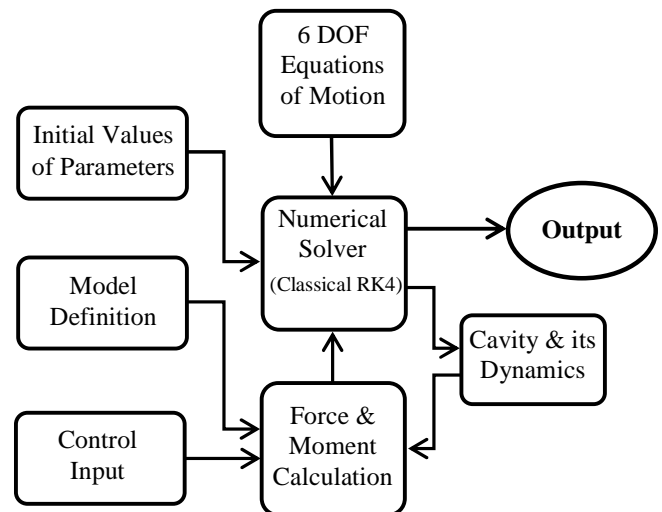 6 DOF
Equations
of Motion
Initial Values
of Parameters
Numerical
Solver
(Classical RK4)
Output
Model
Definition
Cavity & its
Dynamics
Force &
Moment
Calculation
Control
Input